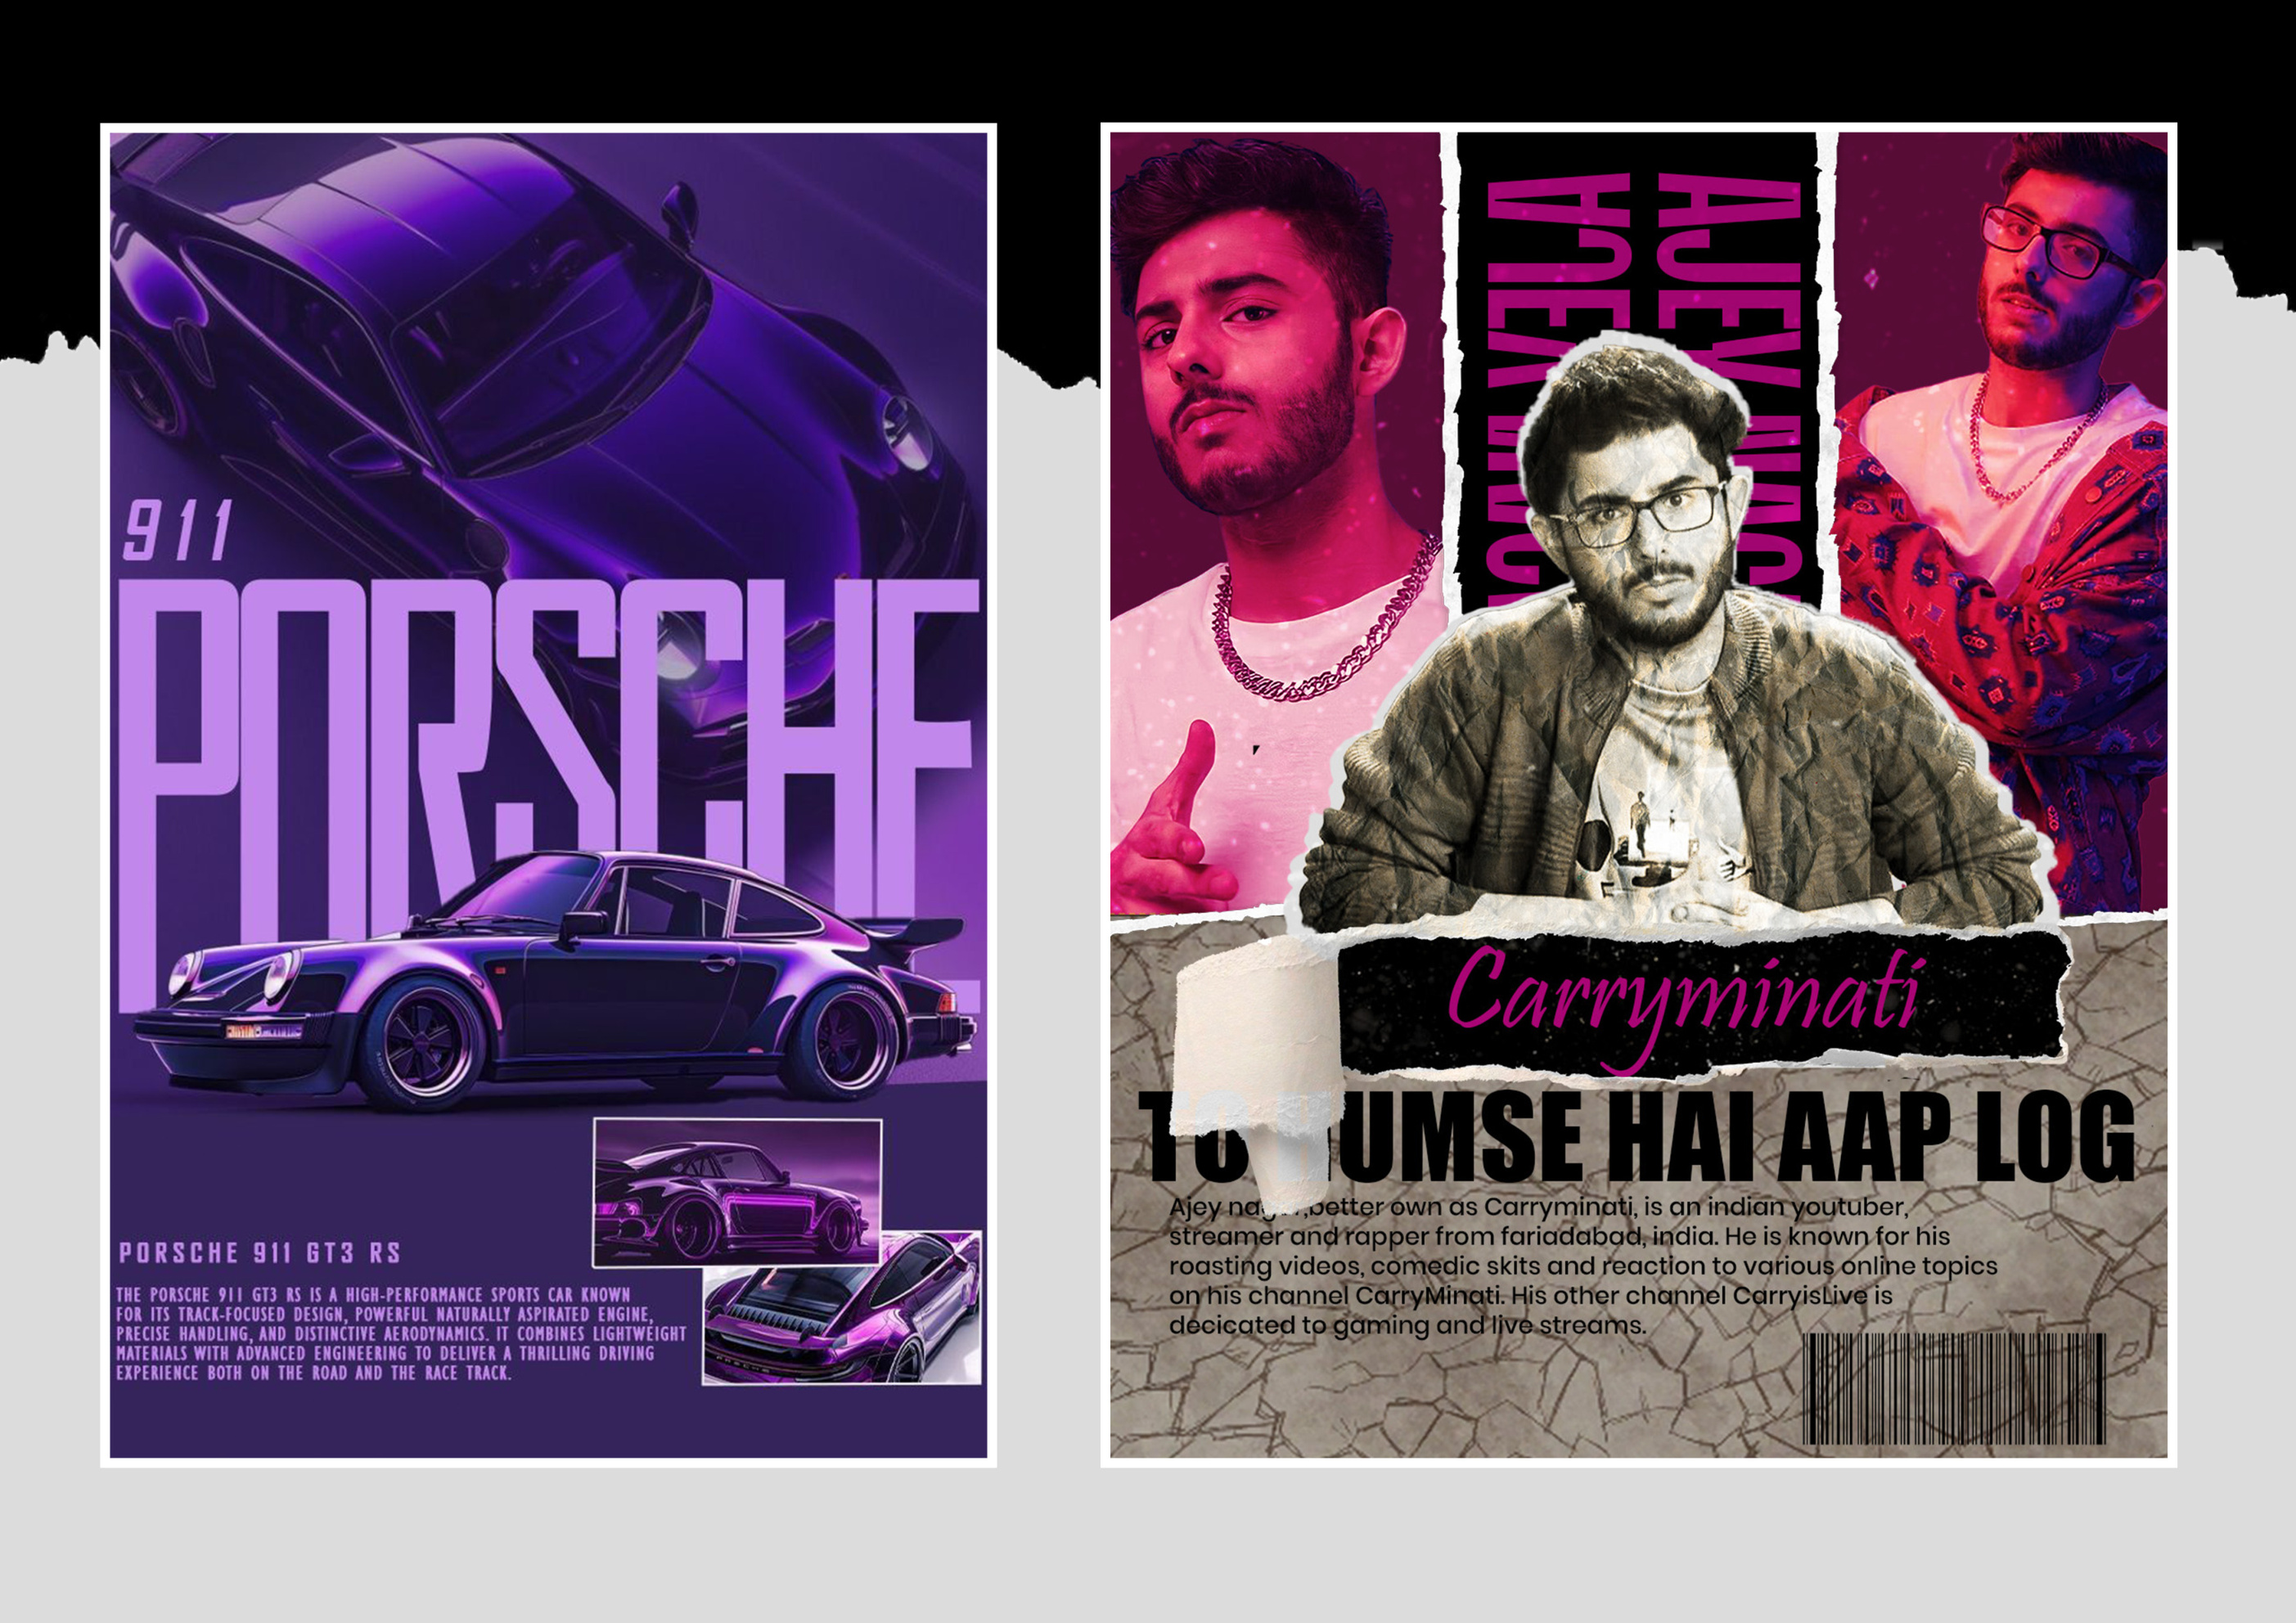 911
PORSCHE
PORSCHE 911 GT3 RS
THE PORSCHE 911 GT3 RS IS A HIGH-PERFORMANCE SPORTS CAR KNOWN
FOR ITS TRACK-FOCUSED DESIGN, POWERFUL NATURALLY ASPIRATED ENGINE,
PRECISE HANDLING, AND DISTINCTIVE AERODYNAMICS. IT COMBINES LIGHTWEIGHT
MATERIALS WITH ADVANCED ENGINEERING TO DELIVER A THRILLING DRIVING
EXPERIENCE BOTH ON THE ROAD AND THE RACE TRACK.
AJEY
AJEY
Carryminati
TO HUMSE HAI AAP LOG
Ajey better own as Carryminati, is an indian youtuber,
streamer and rapper from fariadabad, india. He is known for his
roasting videos, comedic skits and reaction to various online topics
on his channel CarryMinati. His other channel CarryisLive is
decicated to gaming and live streams.